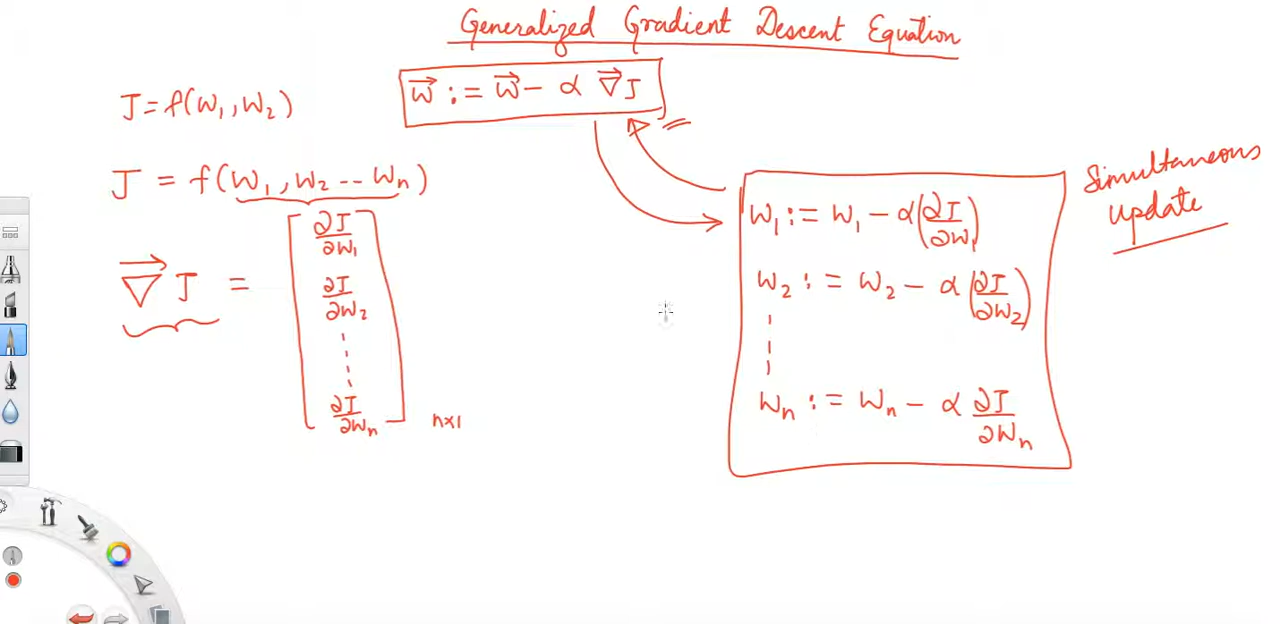 Generalized Gradient Descent Equation
w⃗ := w⃗ - α ∇⃗J
J = f(w₁, w₂)
J = f(w₁, w₂ -- wₙ)
∇⃗J = [∂J/∂w₁
∂J/∂w₂
⋮
∂J/∂wₙ] n×1
Simultaneous
update
w₁ := w₁ - α(∂J/∂w₁)
w₂ := w₂ - α(∂J/∂w₂)
⋮
wₙ := wₙ - α ∂J/∂wₙ